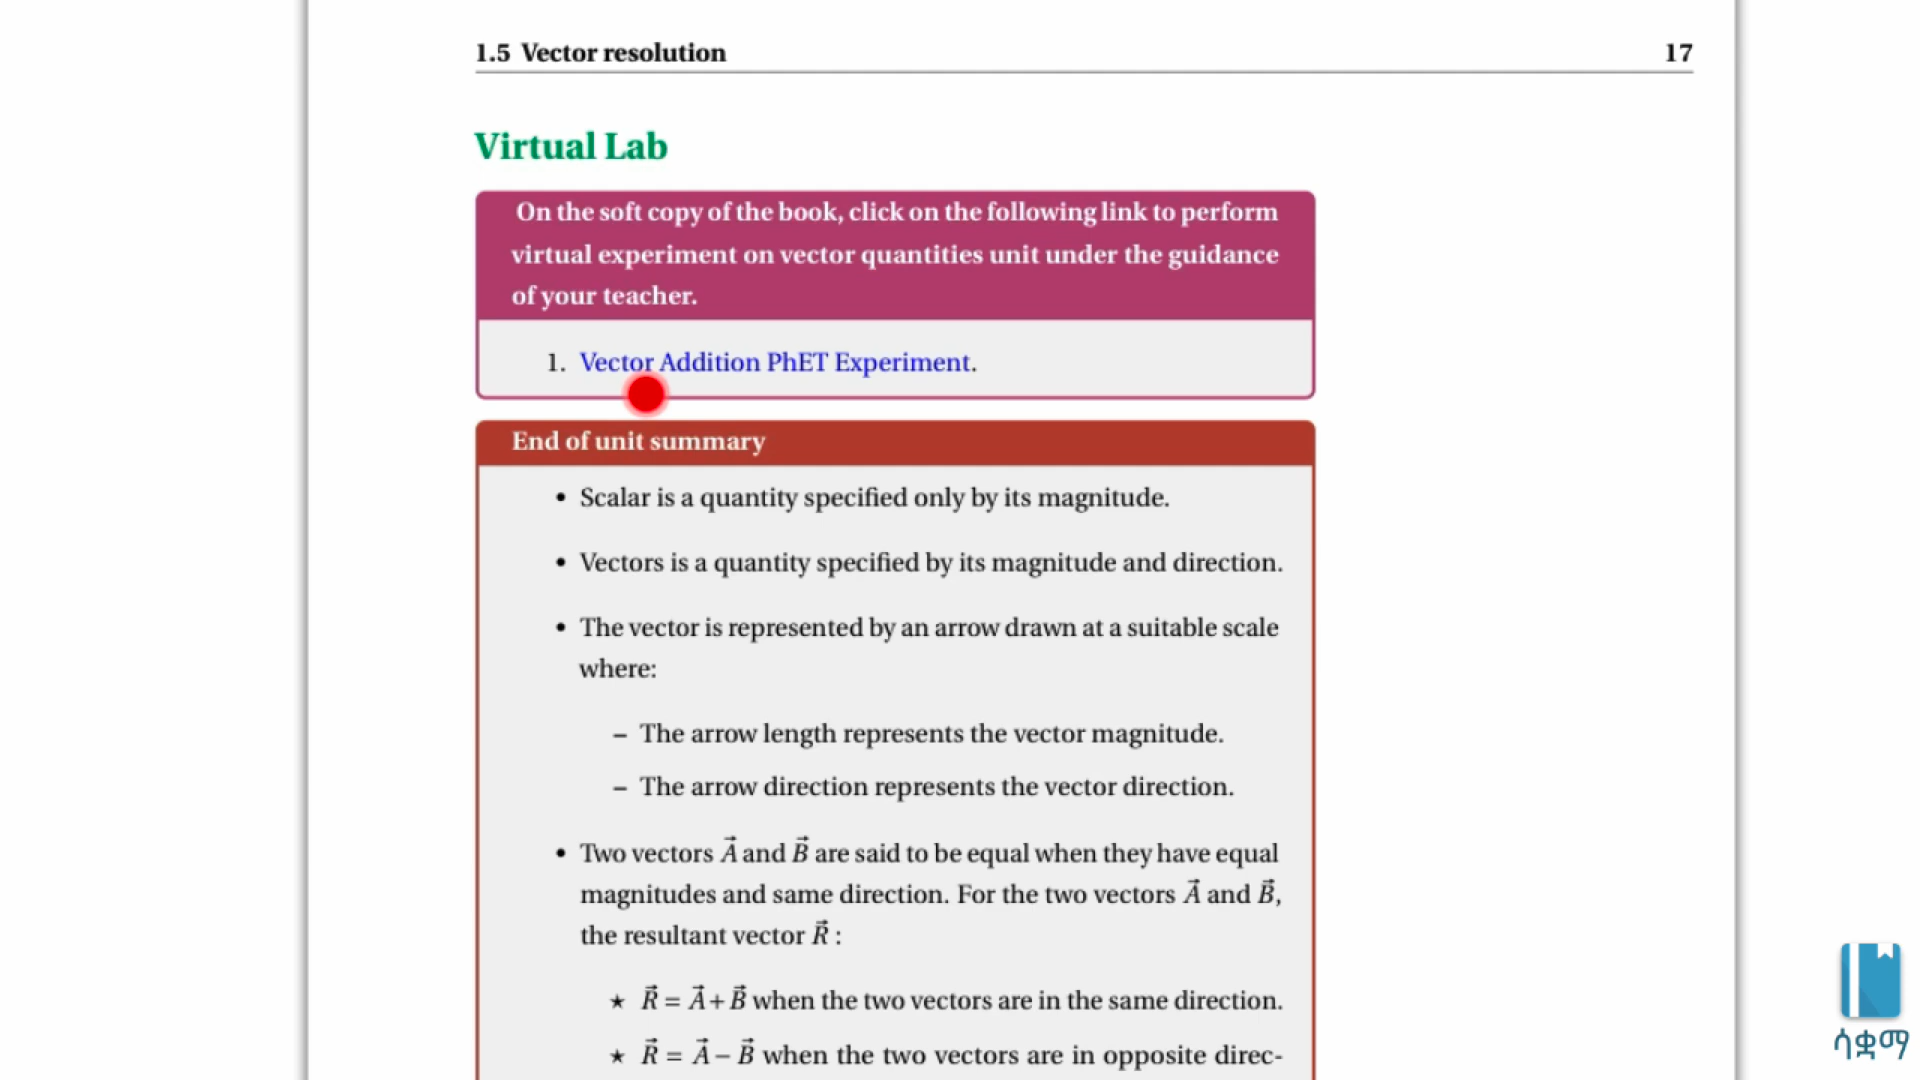 1.5 Vector resolution 17
Virtual Lab
On the soft copy of the book, click on the following link to perform
virtual experiment on vector quantities unit under the guidance
of your teacher.
1. Vector Addition PhET Experiment.
End of unit summary
• Scalar is a quantity specified only by its magnitude.
• Vectors is a quantity specified by its magnitude and direction.
• The vector is represented by an arrow drawn at a suitable scale
where:
– The arrow length represents the vector magnitude.
– The arrow direction represents the vector direction.
• Two vectors A⃗ and B⃗ are said to be equal when they have equal
magnitudes and same direction. For the two vectors A⃗ and B⃗,
the resultant vector R⃗ :
★ R⃗ = A⃗ + B⃗ when the two vectors are in the same direction.
★ R⃗ = A⃗ – B⃗ when the two vectors are in opposite direc-
ሳቋማ